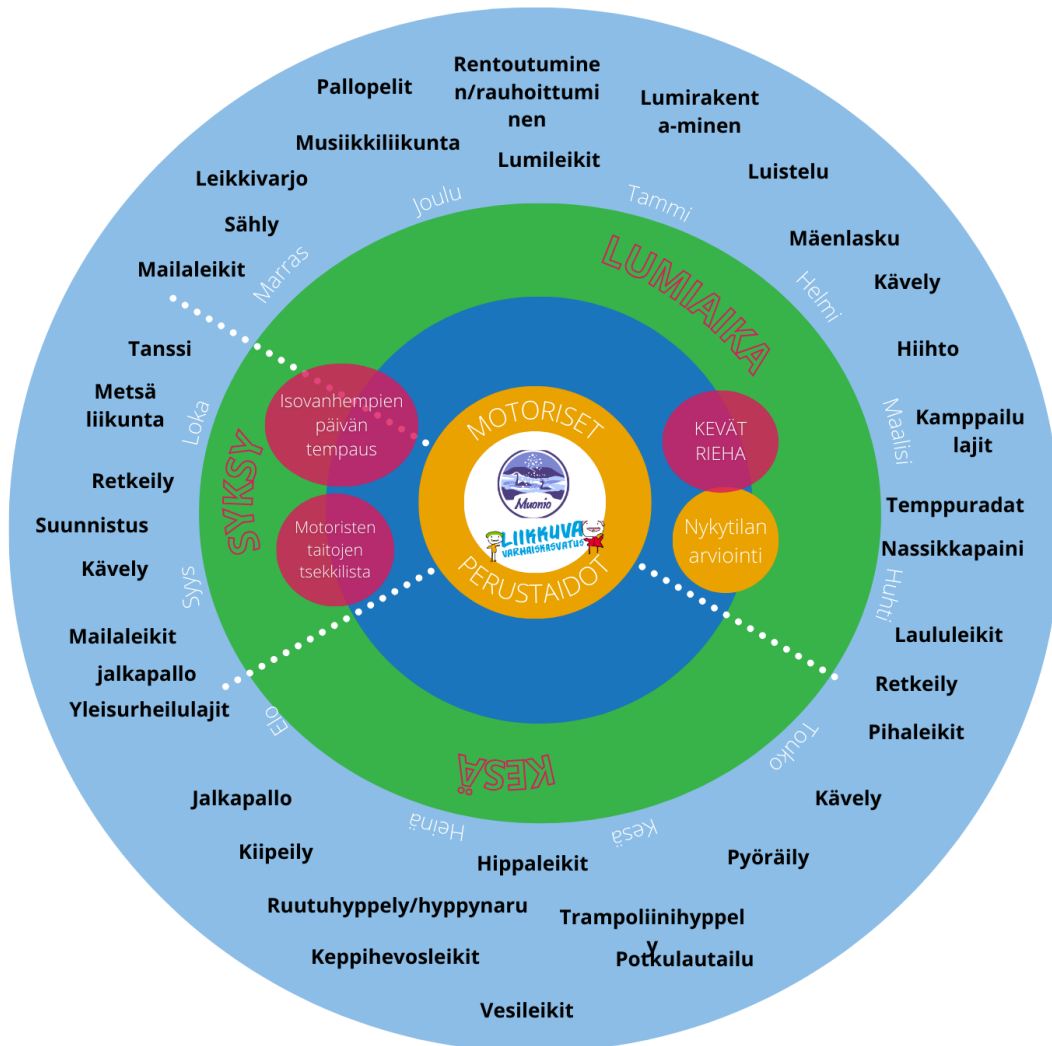 Rentoutumine
n/rauhoittumi
nen
Pallopelit
Lumirakent
a-minen
Musiikkiliikunta
Lumileikit
Luistelu
Leikkivarjo
Sähly
Mäenlasku
Mailaleikit
Kävely
Joulu
Tammi
Marras
Helmi
LUMIAIKA
Tanssi
Hiihto
Metsä
liikunta
Loka
Maalisi
Kamppailu
lajit
Isovanhempien
päivän
tempaus
MOTORISET
KEVÄT
RIEHA
Retkeily
SYKSY
Muonio
Temppuradat
Suunnistus
Motoristen
taitojen
tsekkilista
LIIKKUVA
VARHAISKASVATUS
Nykytilan
arviointi
Nassikkapaini
Kävely
Syys
PERUSTAIDOT
Huhti
Mailaleikit
Laululeikit
jalkapallo
Retkeily
Yleisurheilulajit
Elo
Touko
Pihaleikit
KESÄ
Jalkapallo
Heinä
Kesä
Kävely
Kiipeily
Hippaleikit
Pyöräily
Ruutuhyppely/hyppynaru
Trampoliinihyppel
y
Keppihevosleikit
Potkulautailu
Vesileikit